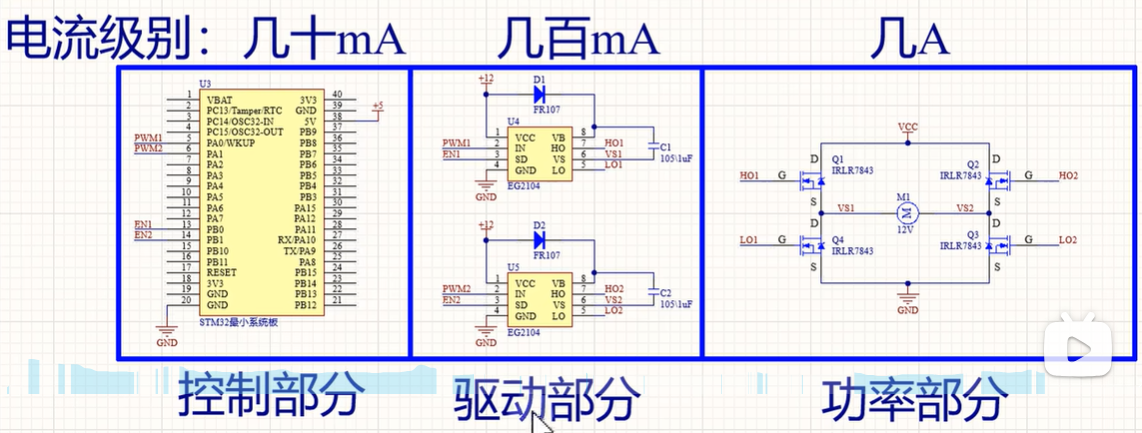 电流级别：几十mA 几百mA 几A
U3
1 VBAT 3V3 40
2 PC13/Tamper/RTC GND 39
3 PC14/OSC32-IN 5V 38 +5
4 PC15/OSC32-OUT PB9 37
PWM1 5 PA0/WKUP PB8 36
PWM2 6 PA1 PB7 35
7 PA2 PB6 34
8 PA3 PB5 33
9 PA4 PB4 32
10 PA5 PB3 31
11 PA6 PA15 30
12 PA7 PA12 29
EN1 13 PB0 PA11 28
EN2 14 PB1 RX/PA10 27
15 PB10 TX/PA9 26
16 PB11 PA8 25
17 RESET PB15 24
18 3V3 PB14 23
19 GND PB13 22
20 GND PB12 21
STM32最小系统板
GND
+12 D1
FR107
U4
1 VCC VB 8
PWM1 2 IN HO 7 HO1
EN1 3 SD VS 6 VS1
4 GND LO 5 LO1
C1
105\1uF
EG2104
GND
+12 D2
FR107
U5
1 VCC VB 8
PWM2 2 IN HO 7 HO2
EN2 3 SD VS 6 VS2
4 GND LO 5 LO2
C2
105\1uF
EG2104
GND
VCC
D Q1 Q2 D
IRLR7843 IRLR7843
HO1 G G HO2
S S
M1
VS1 M VS2
12V
D D
Q4 Q3
LO1 G IRLR7843 IRLR7843 G LO2
S S
GND
控制部分 驱动部分 功率部分